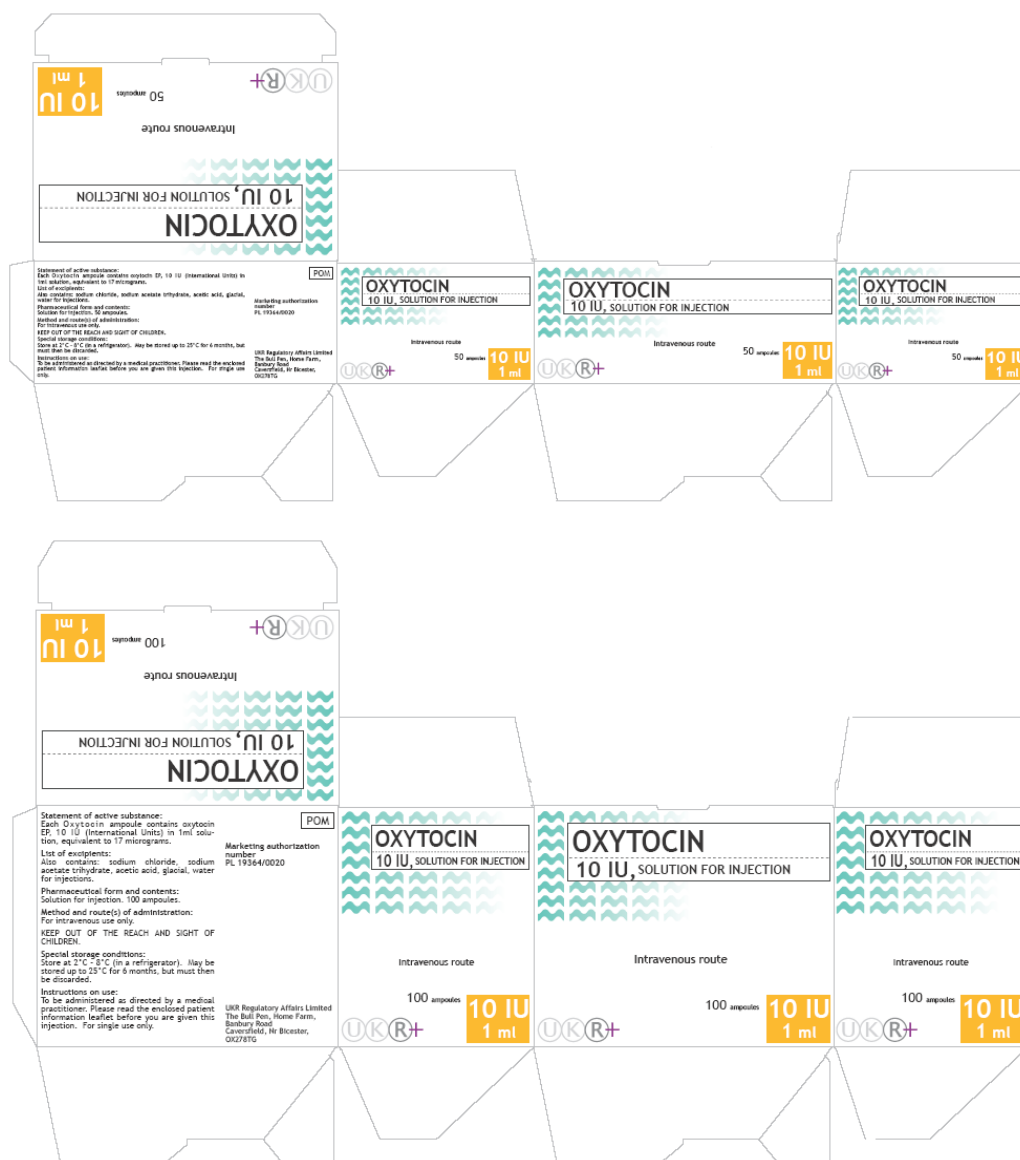 10 IU
1 ml
50 ampoules
UKR+
Intravenous route
10 IU, SOLUTION FOR INJECTION
OXYTOCIN
Statement of active substance:
Each Oxytocin ampoule contains oxytocin EP, 10 IU (International Units) in
1ml solution, equivalent to 17 micrograms.
List of excipients:
Also contains: sodium chloride, sodium acetate trihydrate, acetic acid, glacial,
water for injections.
Pharmaceutical form and contents:
Solution for injection. 50 ampoules.
Method and route(s) of administration:
For intravenous use only.
KEEP OUT OF THE REACH AND SIGHT OF CHILDREN.
Special storage conditions:
Store at 2°C - 8°C (in a refrigerator). May be stored up to 25°C for 6 months, but
must then be discarded.
Instructions on use:
To be administered as directed by a medical practitioner. Please read the enclosed
patient information leaflet before you are given this injection. For single use
only.
POM
Marketing authorization
number
PL 19364/0020
UKR Regulatory Affairs Limited
The Bull Pen, Home Farm,
Banbury Road
Caversfield, Nr Bicester,
OX278TG
OXYTOCIN
10 IU, SOLUTION FOR INJECTION
Intravenous route
50 ampoules
10 IU
1 ml
UKR+
OXYTOCIN
10 IU, SOLUTION FOR INJECTION
Intravenous route
50 ampoules
10 IU
1 ml
UKR+
OXYTOCIN
10 IU, SOLUTION FOR INJECTION
Intravenous route
50 ampoules
10 IU
1 ml
UKR+
10 IU
1 ml
100 ampoules
UKR+
Intravenous route
10 IU, SOLUTION FOR INJECTION
OXYTOCIN
Statement of active substance:
Each Oxytocin ampoule contains oxytocin
EP, 10 IU (International Units) in 1ml solu-
tion, equivalent to 17 micrograms.
List of excipients:
Also contains: sodium chloride, sodium
acetate trihydrate, acetic acid, glacial, water
for injections.
Pharmaceutical form and contents:
Solution for injection. 100 ampoules.
Method and route(s) of administration:
For intravenous use only.
KEEP OUT OF THE REACH AND SIGHT OF
CHILDREN.
Special storage conditions:
Store at 2°C - 8°C (in a refrigerator). May be
stored up to 25°C for 6 months, but must then
be discarded.
Instructions on use:
To be administered as directed by a medical
practitioner. Please read the enclosed patient
information leaflet before you are given this
injection. For single use only.
POM
Marketing authorization
number
PL 19364/0020
UKR Regulatory Affairs Limited
The Bull Pen, Home Farm,
Banbury Road
Caversfield, Nr Bicester,
OX278TG
OXYTOCIN
10 IU, SOLUTION FOR INJECTION
Intravenous route
100 ampoules
10 IU
1 ml
UKR+
OXYTOCIN
10 IU, SOLUTION FOR INJECTION
Intravenous route
100 ampoules
10 IU
1 ml
UKR+
OXYTOCIN
10 IU, SOLUTION FOR INJECTION
Intravenous route
100 ampoules
10 IU
1 ml
UKR+